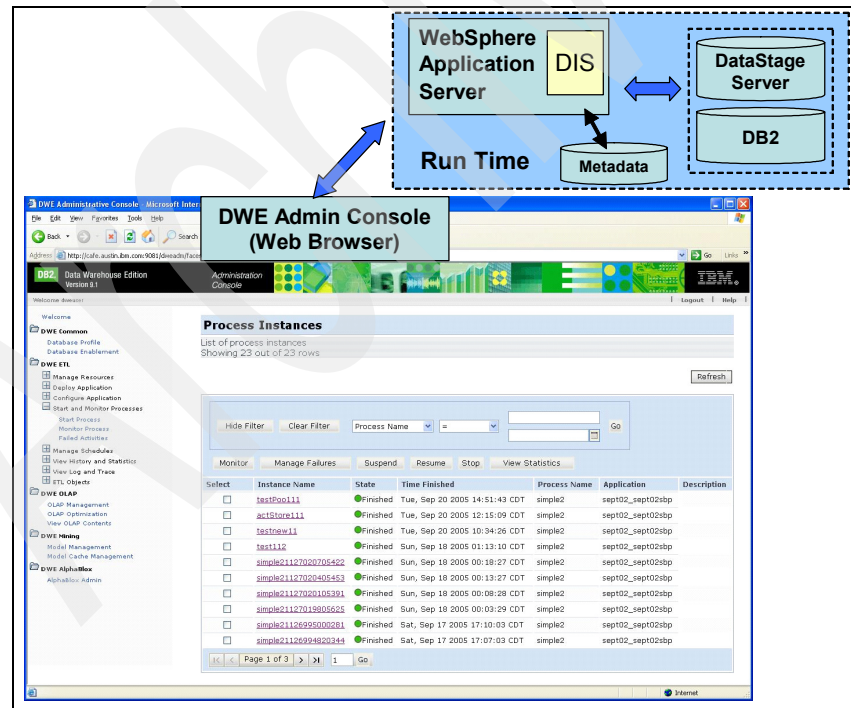 WebSphere
Application
Server
DIS
DataStage
Server
DB2
Run Time
Metadata
DWE Administrative Console - Microsoft Inter
DWE Admin Console
(Web Browser)
File Edit View Favorites Tools Help
Back Search
Address http://cafe.austin.ibm.com:9081/dweadm/faces
Go Links
DB2. Data Warehouse Edition
Version 9.1
Administration
Console
IBM.
Welcome dweuser
Logout Help
Welcome
DWE Common
Database Profile
Database Enablement
DWE ETL
Manage Resources
Deploy Application
Configure Application
Start and Monitor Processes
Start Process
Monitor Process
Failed Activities
Manage Schedules
View History and Statistics
View Log and Trace
ETL Objects
DWE OLAP
OLAP Management
OLAP Optimization
View OLAP Contents
DWE Mining
Model Management
Model Cache Management
DWE AlphaBlox
AlphaBlox Admin
Process Instances
List of process instances
Showing 23 out of 23 rows
Refresh
Hide Filter Clear Filter Process Name = Go
Monitor Manage Failures Suspend Resume Stop View Statistics
Select Instance Name State Time Finished Process Name Application Description
testPoo111 Finished Tue, Sep 20 2005 14:51:43 CDT simple2 sept02_sept02sbp
actStore111 Finished Tue, Sep 20 2005 12:15:09 CDT simple2 sept02_sept02sbp
testnew11 Finished Tue, Sep 20 2005 10:34:26 CDT simple2 sept02_sept02sbp
test112 Finished Sun, Sep 18 2005 01:13:10 CDT simple2 sept02_sept02sbp
simple21127020705422 Finished Sun, Sep 18 2005 00:18:27 CDT simple2 sept02_sept02sbp
simple21127020405453 Finished Sun, Sep 18 2005 00:13:27 CDT simple2 sept02_sept02sbp
simple21127020105391 Finished Sun, Sep 18 2005 00:08:28 CDT simple2 sept02_sept02sbp
simple21127019805625 Finished Sun, Sep 18 2005 00:03:29 CDT simple2 sept02_sept02sbp
simple21126995000281 Finished Sat, Sep 17 2005 17:10:03 CDT simple2 sept02_sept02sbp
simple21126994820344 Finished Sat, Sep 17 2005 17:07:03 CDT simple2 sept02_sept02sbp
Page 1 of 3 1 Go
Internet